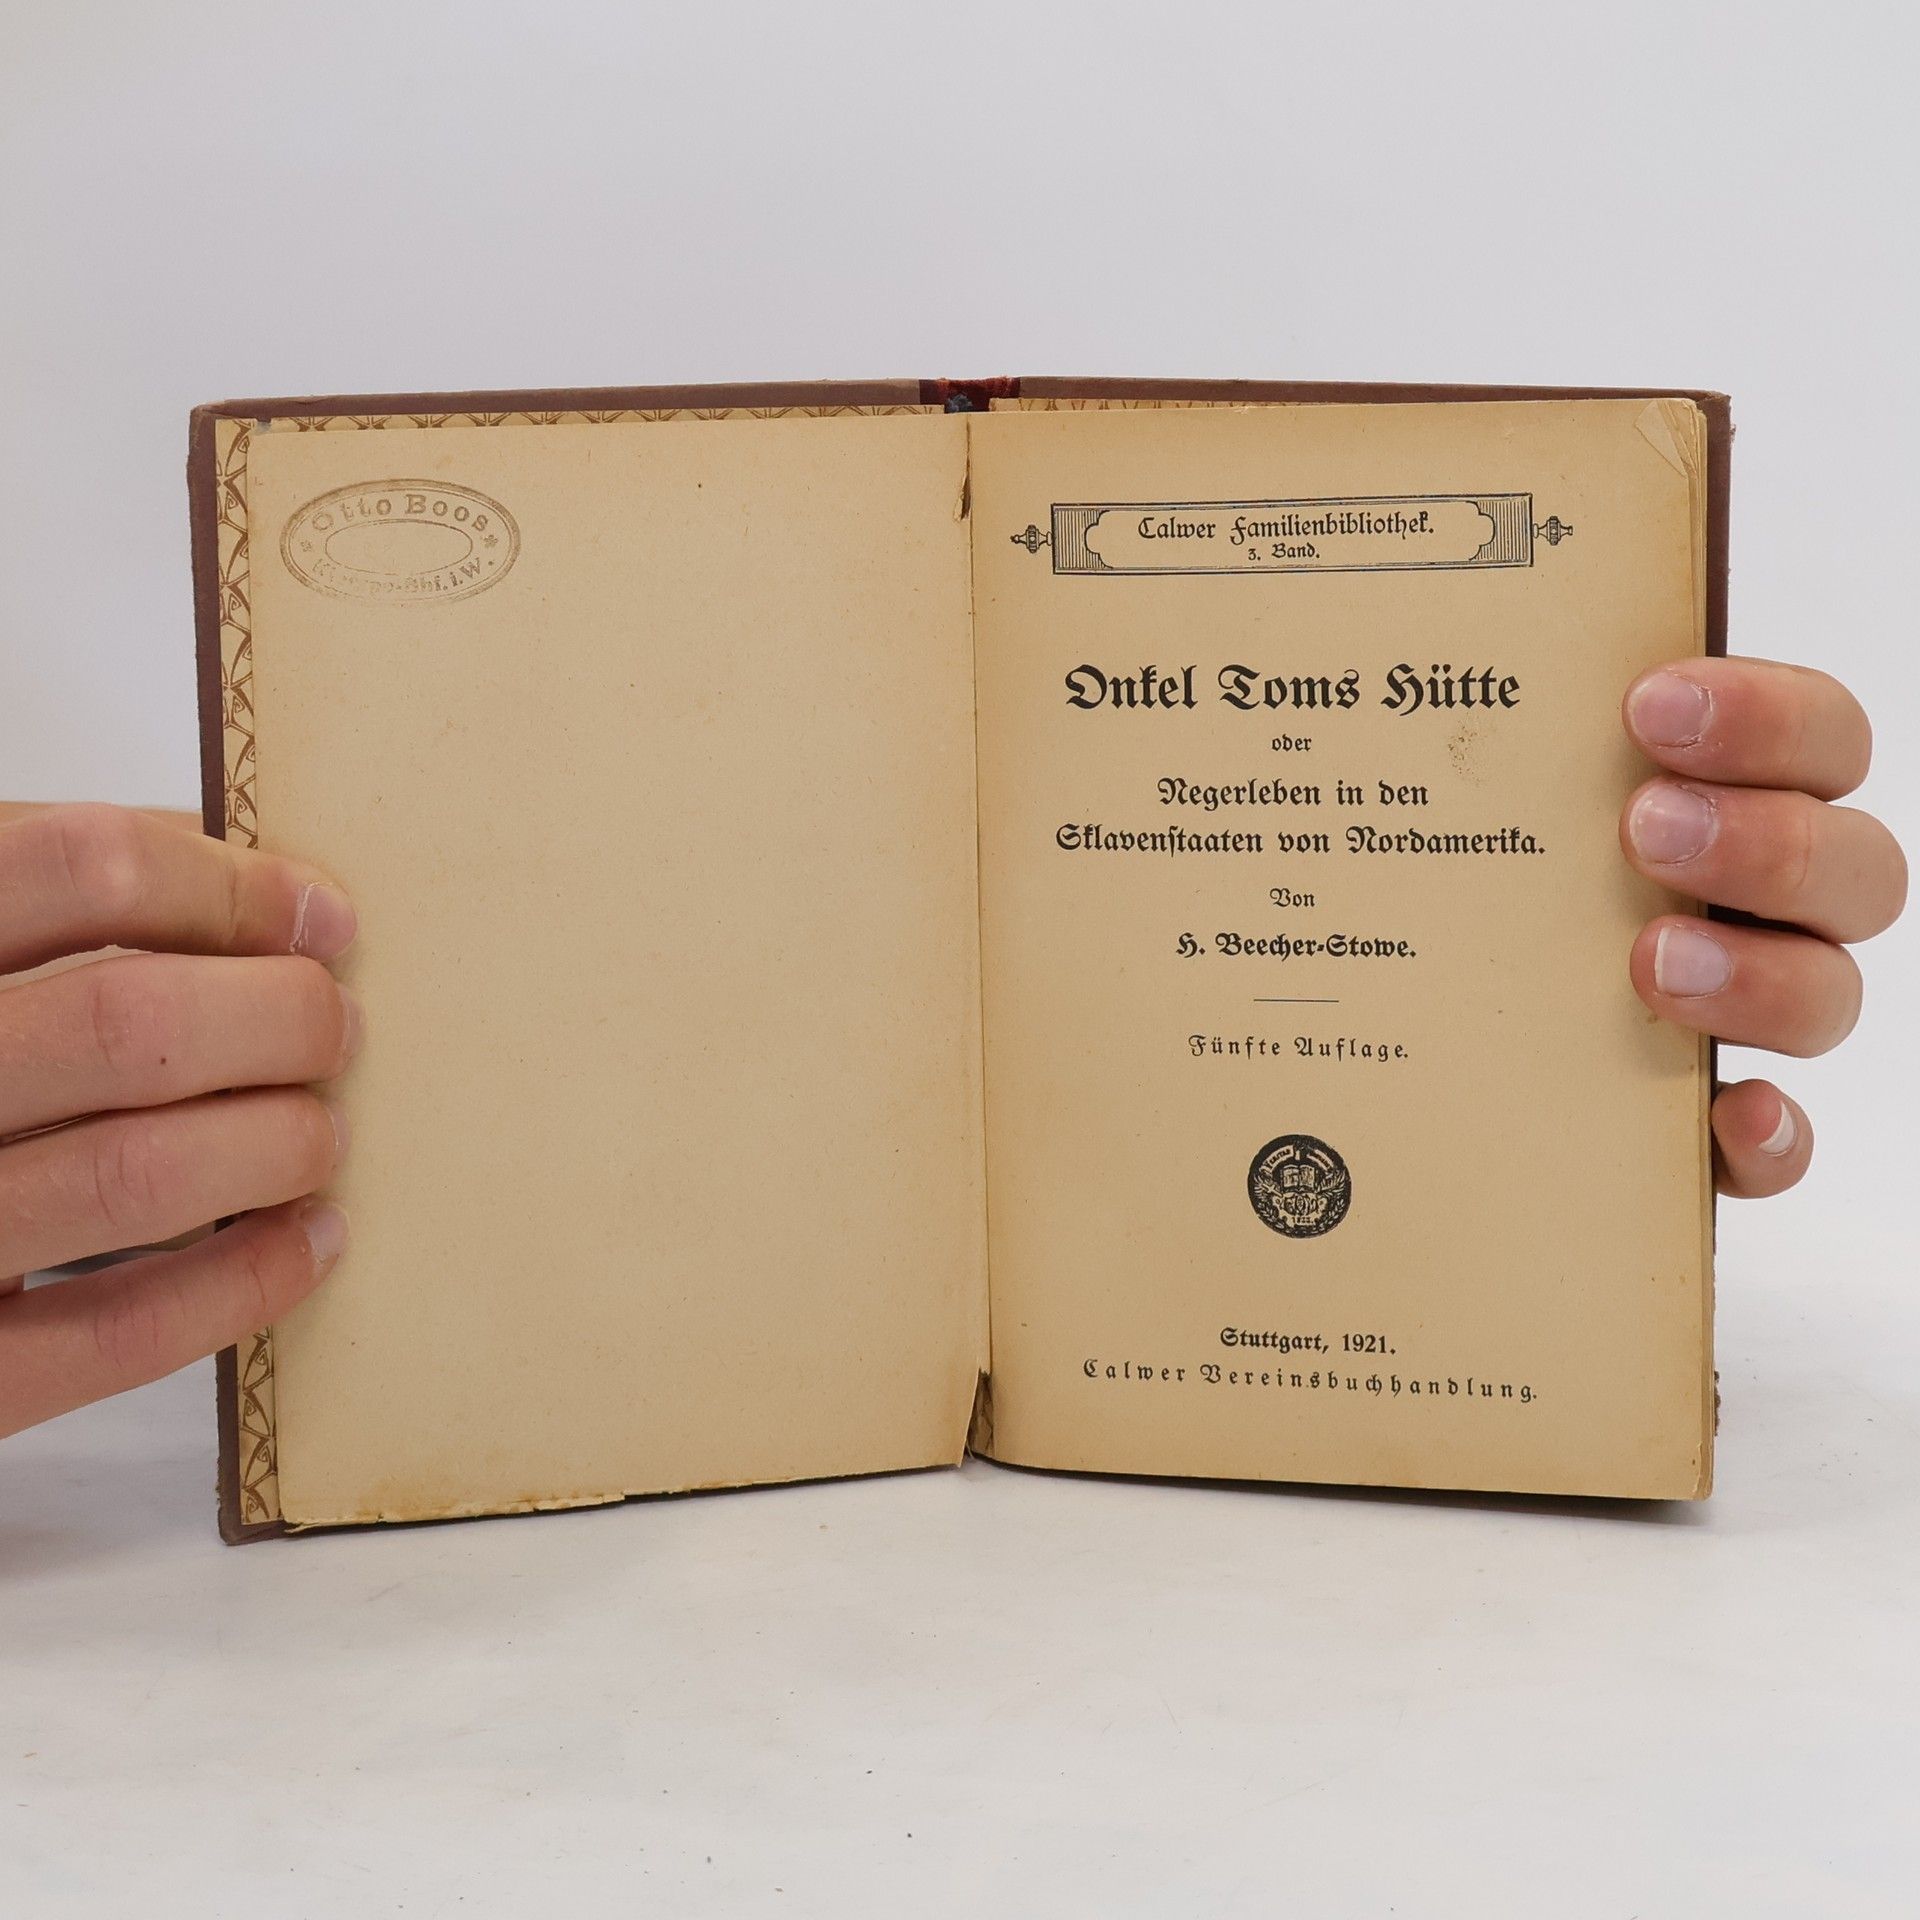 Otto Boos
i. W.
Calwer Familienbibliothek.
3. Band.
Onkel Toms Hütte
oder
Negerleben in den
Sklavenſtaaten von Nordamerika.
Von
H. Beecher-Stowe.
Fünfte Auflage.
Stuttgart, 1921.
Calwer Vereinsbuchhandlung.